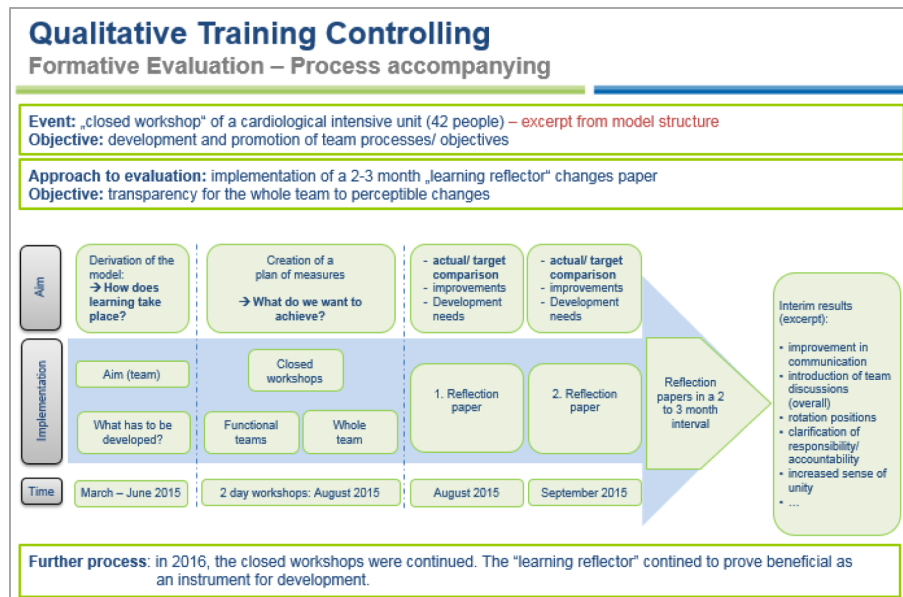 Qualitative Training Controlling
Formative Evaluation – Process accompanying
Event: „closed workshop“ of a cardiological intensive unit (42 people) – excerpt from model structure
Objective: development and promotion of team processes/ objectives
Approach to evaluation: implementation of a 2-3 month „learning reflector“ changes paper
Objective: transparency for the whole team to perceptible changes
Aim
Derivation of the
model:
→ How does
learning take
place?
Creation of a
plan of measures
→ What do we want to
achieve?
- actual/ target
comparison
- improvements
- Development
needs
- actual/ target
comparison
- improvements
- Development
needs
Implementation
Aim (team)
What has to be
developed?
Closed
workshops
Functional
teams
Whole
team
1. Reflection
paper
2. Reflection
paper
Reflection
papers in a 2
to 3 month
interval
Interim results
(excerpt):
• improvement in
communication
• introduction of team
discussions
(overall)
• rotation positions
• clarification of
responsibility/
accountability
• increased sense of
unity
• ...
Time
March – June 2015
2 day workshops: August 2015
August 2015
September 2015
Further process: in 2016, the closed workshops were continued. The “learning reflector” contined to prove beneficial as
an instrument for development.